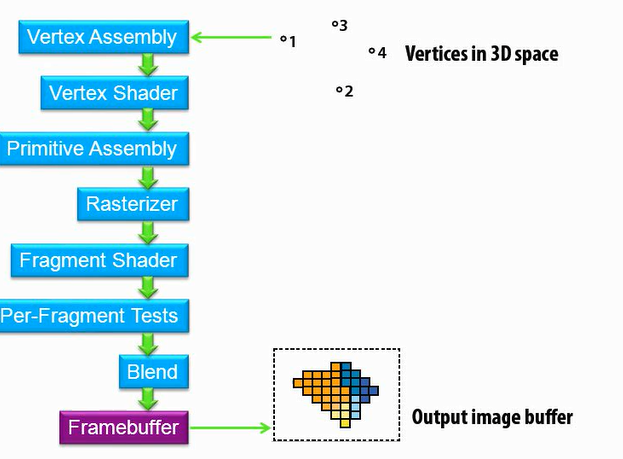 Vertex Assembly
1
3
4
2
Vertices in 3D space
Vertex Shader
Primitive Assembly
Rasterizer
Fragment Shader
Per-Fragment Tests
Blend
Framebuffer
Output image buffer